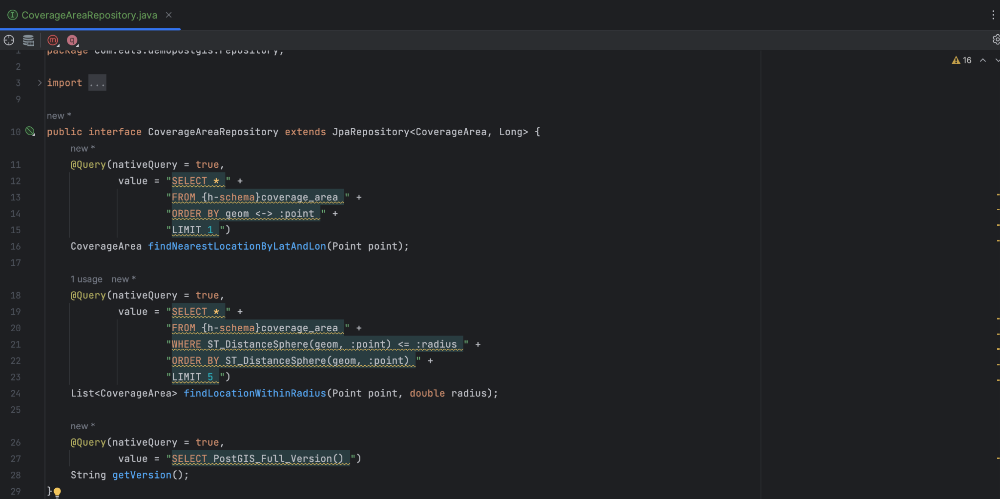 CoverageAreaRepository.java
m q
1 package com.edts.demopostgis.repository;
16
2
3 import ...
9
new *
10 public interface CoverageAreaRepository extends JpaRepository<CoverageArea, Long> {
new *
11 @Query(nativeQuery = true,
12 value = "SELECT * " +
13 "FROM {h-schema}coverage_area " +
14 "ORDER BY geom <-> :point " +
15 "LIMIT 1 ")
16 CoverageArea findNearestLocationByLatAndLon(Point point);
17
1 usage new *
18 @Query(nativeQuery = true,
19 value = "SELECT * " +
20 "FROM {h-schema}coverage_area " +
21 "WHERE ST_DistanceSphere(geom, :point) <= :radius " +
22 "ORDER BY ST_DistanceSphere(geom, :point) " +
23 "LIMIT 5 ")
24 List<CoverageArea> findLocationWithinRadius(Point point, double radius);
25
new *
26 @Query(nativeQuery = true,
27 value = "SELECT PostGIS_Full_Version() ")
28 String getVersion();
29 }